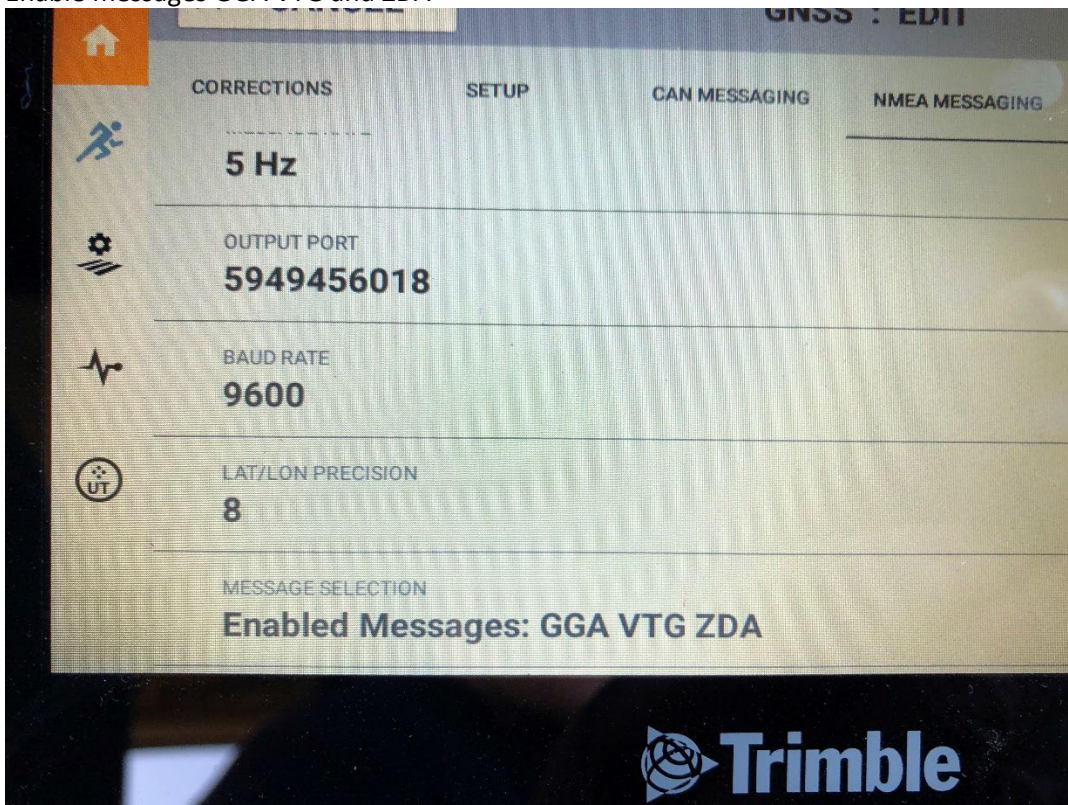 GNSS : EDIT
CORRECTIONS SETUP CAN MESSAGING NMEA MESSAGING
5 Hz
OUTPUT PORT
5949456018
BAUD RATE
9600
LAT/LON PRECISION
8
UT
MESSAGE SELECTION
Enabled Messages: GGA VTG ZDA
Trimble